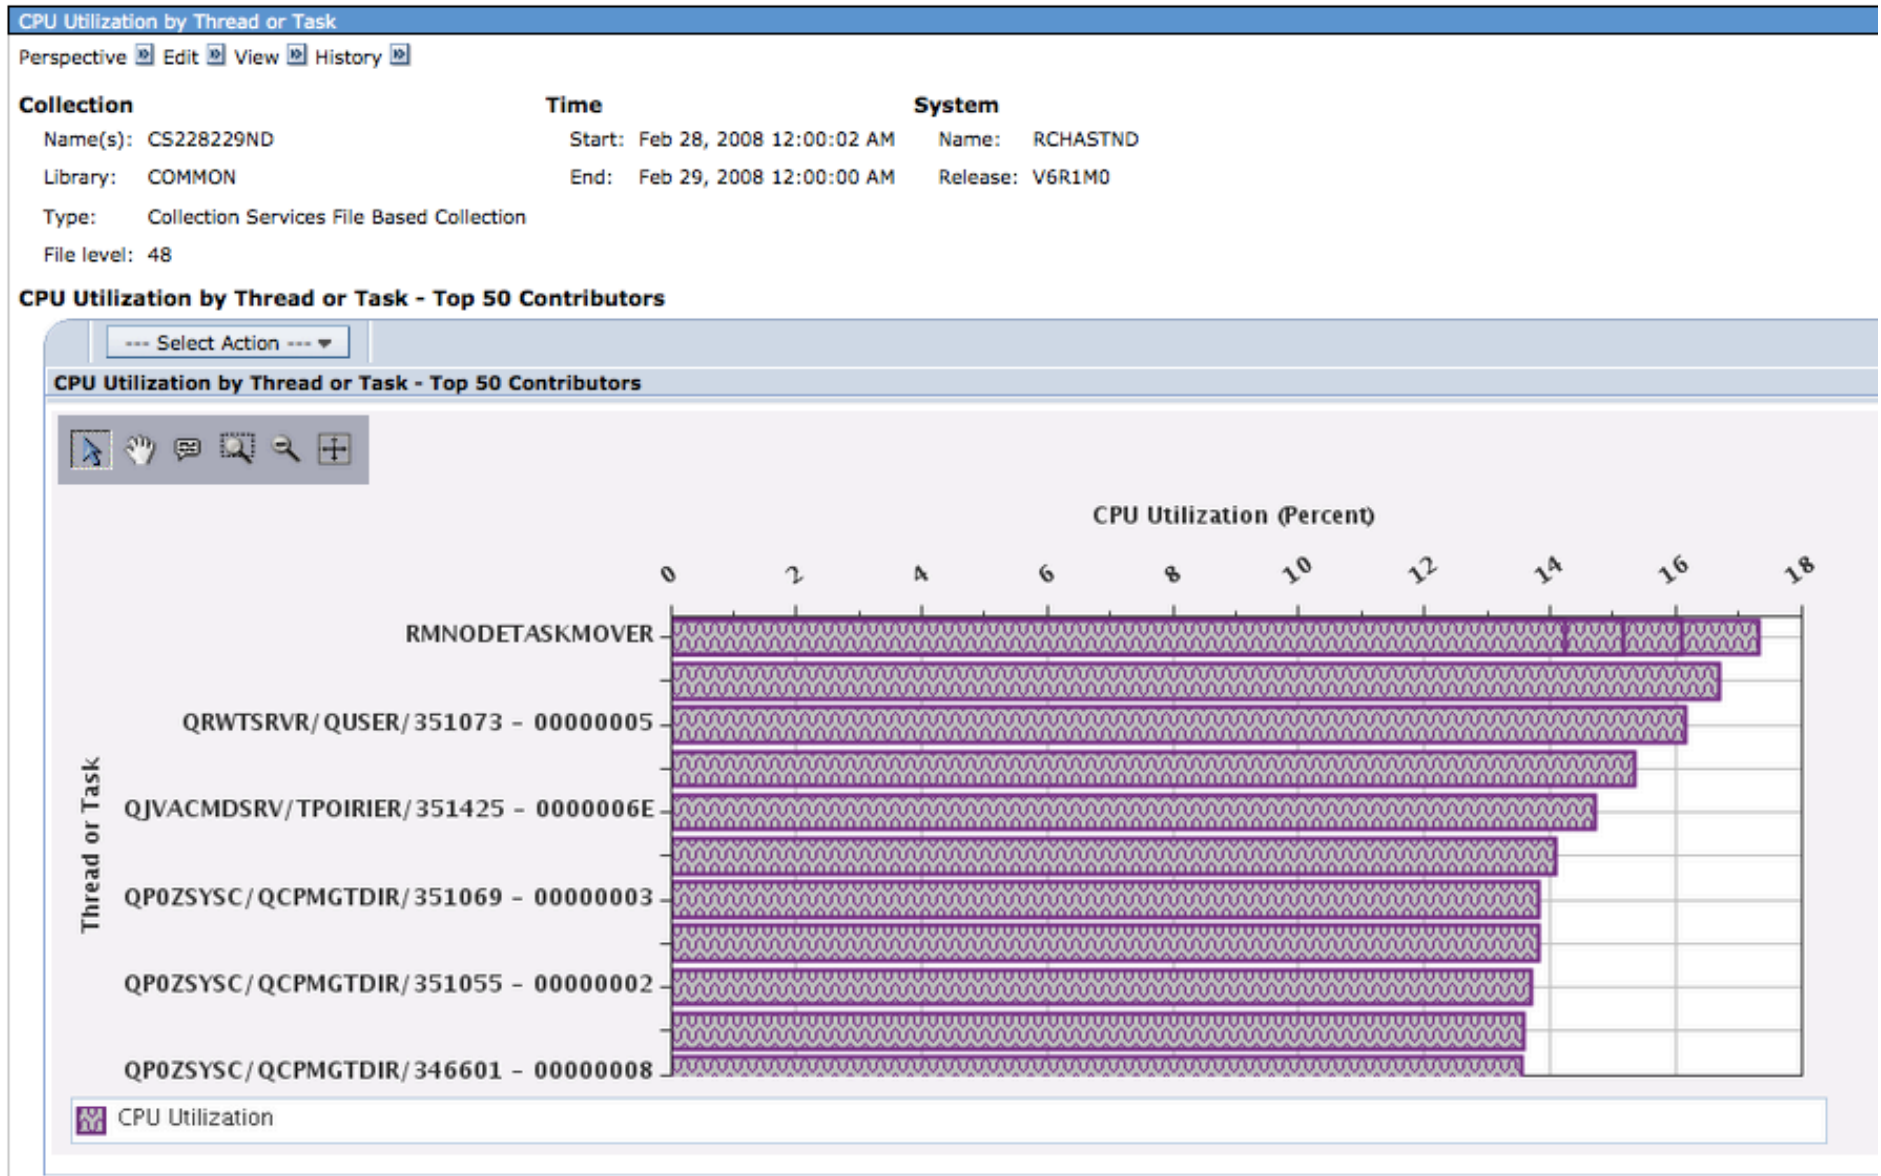 CPU Utilization by Thread or Task
Perspective Edit View History
Collection Time System
Name(s): CS228229ND Start: Feb 28, 2008 12:00:02 AM Name: RCHASTND
Library: COMMON End: Feb 29, 2008 12:00:00 AM Release: V6R1M0
Type: Collection Services File Based Collection
File level: 48
CPU Utilization by Thread or Task - Top 50 Contributors
--- Select Action ---
CPU Utilization by Thread or Task - Top 50 Contributors
CPU Utilization (Percent)
0 2 4 6 8 10 12 14 16 18
Thread or Task
RMNODETASKMOVER
QRWTSRVR/QUSER/351073 - 00000005
QJVACMDSRV/TPOIRIER/351425 - 0000006E
QP0ZSYSC/QCPMGTDIR/351069 - 00000003
QP0ZSYSC/QCPMGTDIR/351055 - 00000002
QP0ZSYSC/QCPMGTDIR/346601 - 00000008
CPU Utilization